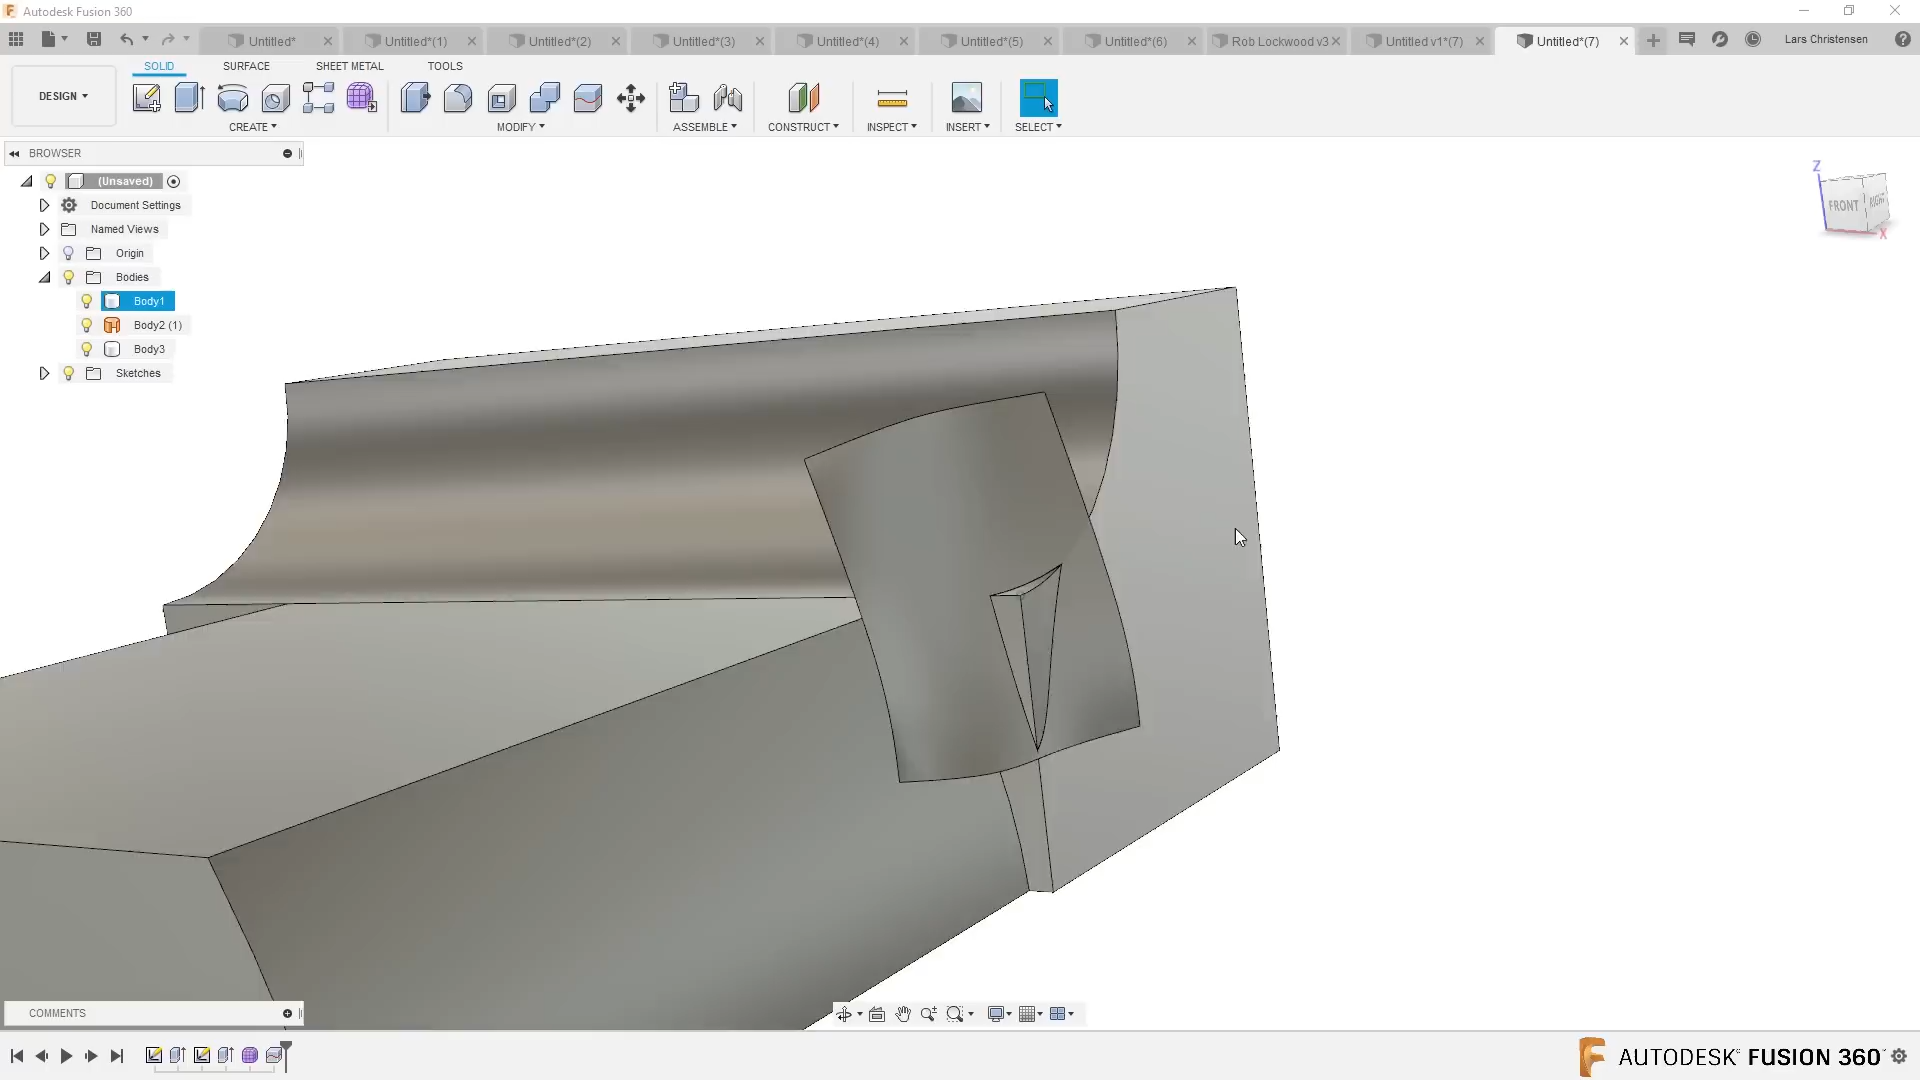 Autodesk Fusion 360
Untitled*
Untitled*(1)
Untitled*(2)
Untitled*(3)
Untitled*(4)
Untitled*(5)
Untitled*(6)
Rob Lockwood v3
Untitled v1*(7)
Untitled*(7)
Lars Christensen
SOLID
SURFACE
SHEET METAL
TOOLS
DESIGN
CREATE
MODIFY
ASSEMBLE
CONSTRUCT
INSPECT
INSERT
SELECT
BROWSER
(Unsaved)
Document Settings
Named Views
Origin
Bodies
Body1
Body2 (1)
Body3
Sketches
Z
FRONT
RIGHT
X
COMMENTS
AUTODESK FUSION 360